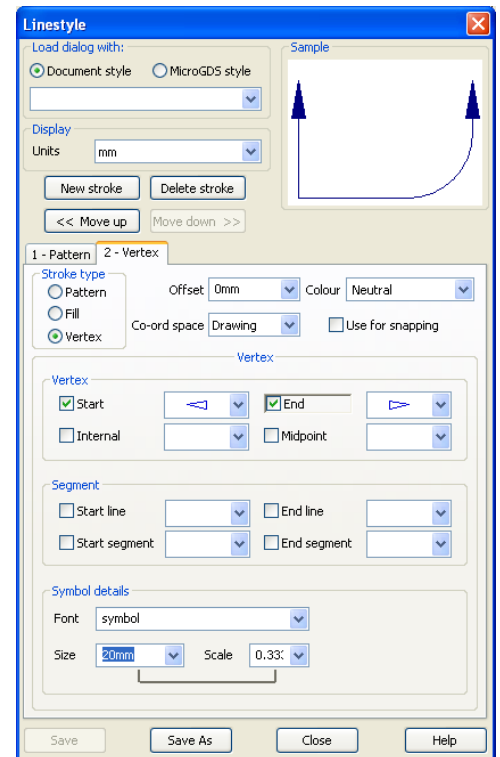 Linestyle
Load dialog with:
Document style MicroGDS style
Sample
Display
Units mm
New stroke Delete stroke
<< Move up Move down >>
1 - Pattern 2 - Vertex
Stroke type
Pattern
Fill
Vertex
Offset 0mm Colour Neutral
Co-ord space Drawing Use for snapping
Vertex
Vertex
Start End
Internal Midpoint
Segment
Start line End line
Start segment End segment
Symbol details
Font symbol
Size 20mm Scale 0.33
Save Save As Close Help